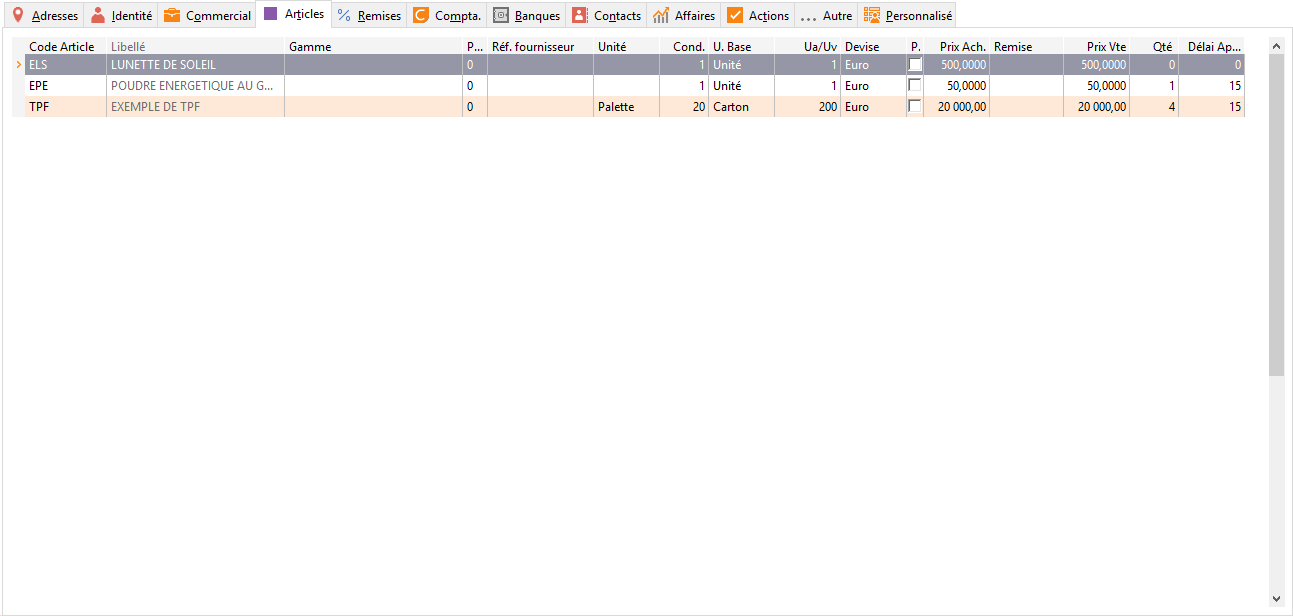 Adresses Identité Commercial Articles Remises Compta. Banques Contacts Affaires Actions ... Autre Personnalisé
Code Article Libellé Gamme P... Réf. fournisseur Unité Cond. U. Base Ua/Uv Devise P. Prix Ach. Remise Prix Vte Qté Délai Ap...
ELS LUNETTE DE SOLEIL 0 1 Unité 1 Euro 500,0000 500,0000 0 0
EPE POUDRE ENERGETIQUE AU G... 0 1 Unité 1 Euro 50,0000 50,0000 1 15
TPF EXEMPLE DE TPF 0 Palette 20 Carton 200 Euro 20 000,00 20 000,00 4 15